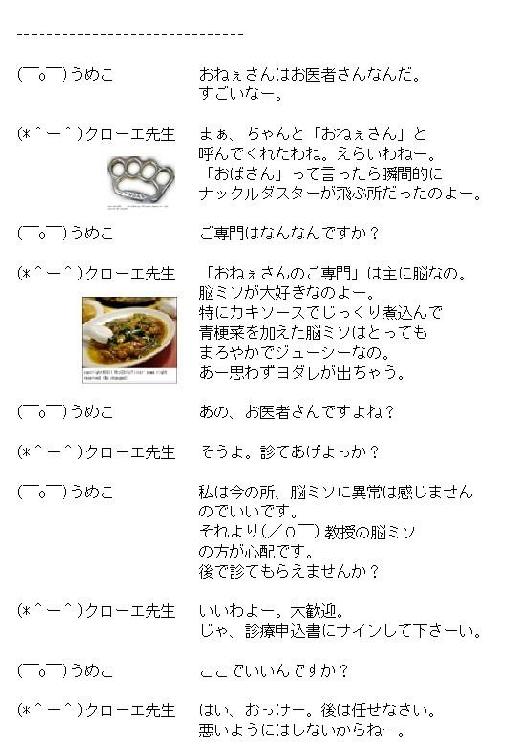 -----------------------------
(￣o￣)うめこ おねぇさんはお医者さんなんだ。
すごいなー。
(*＾ー＾)クローエ先生 まぁ、ちゃんと「おねぇさん」と
呼んでくれたわね。えらいわねー。
「おばさん」って言ったら瞬間的に
ナックルダスターが飛ぶ所だったのよー。
(￣o￣)うめこ ご専門はなんなんですか？
(*＾ー＾)クローエ先生 「おねぇさんのご専門」は主に脳なの。
脳ミソが大好きなのよー。
特にカキソースでじっくり煮込んで
青梗菜を加えた脳ミソはとっても
まろやかでジューシーなの。
あー思わずヨダレが出ちゃう。
(￣o￣)うめこ あの、お医者さんですよね？
(*＾ー＾)クローエ先生 そうよ。診てあげよっか？
(￣o￣)うめこ 私は今の所、脳ミソに異常は感じません
のでいいです。
それより(／o￣)教授の脳ミソ
の方が心配です。
後で診てもらえませんか？
(*＾ー＾)クローエ先生 いいわよー。大歓迎。
じゃ、診療申込書にサインして下さーい。
(￣o￣)うめこ ここでいいんですか？
(*＾ー＾)クローエ先生 はい、おっけー。後は任せなさい。
悪いようにはしないからねー。